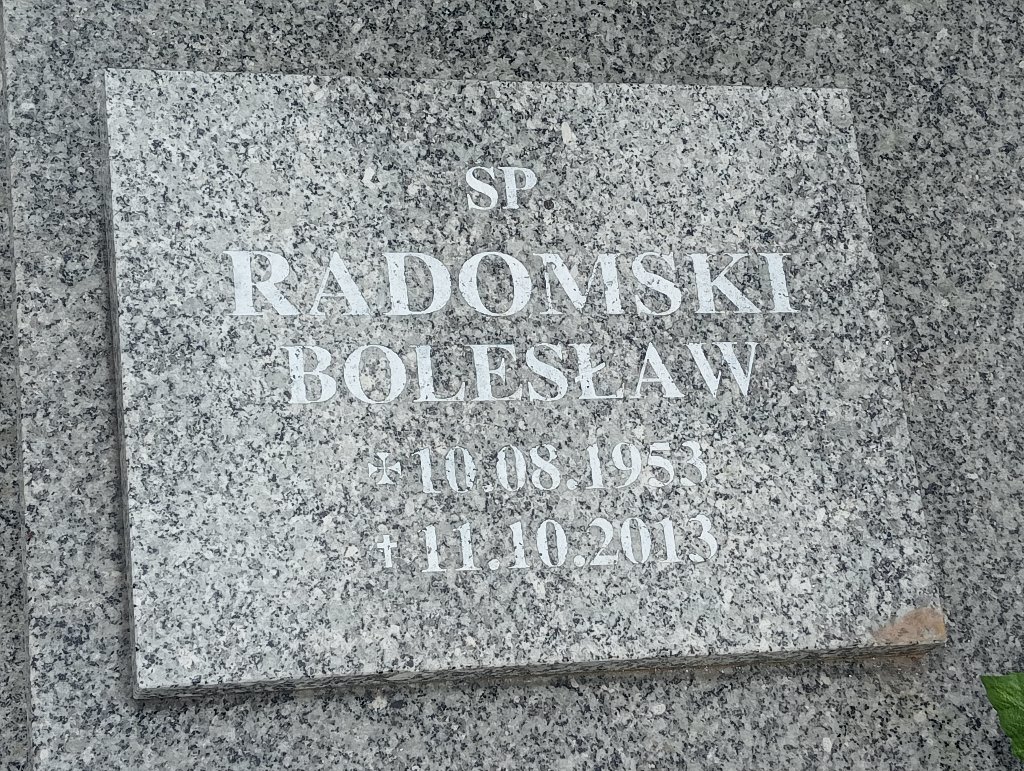 SP
RADOMSKI
BOLESŁAW
✠ 10.08.1953
✝ 11.10.2013